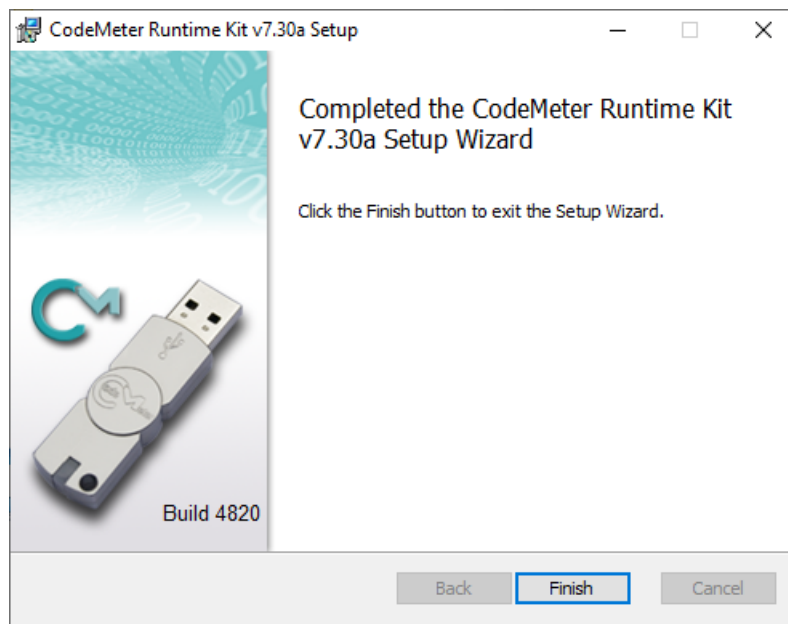 CodeMeter Runtime Kit v7.30a Setup
Completed the CodeMeter Runtime Kit
v7.30a Setup Wizard
Click the Finish button to exit the Setup Wizard.
Build 4820
Back
Finish
Cancel